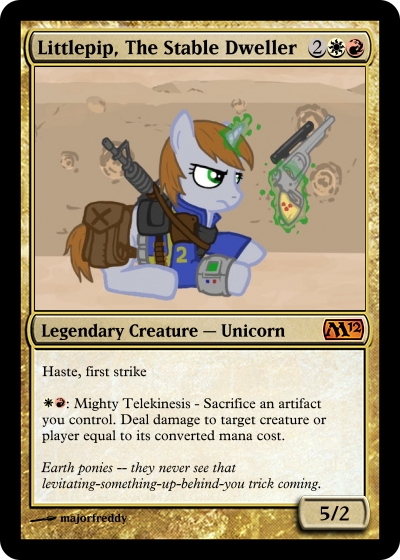 Littlepip, The Stable Dweller 2
2
Legendary Creature — Unicorn M12
Haste, first strike
: Mighty Telekinesis - Sacrifice an artifact
you control. Deal damage to target creature or
player equal to its converted mana cost.
Earth ponies -- they never see that
levitating-something-up-behind-you trick coming.
5/2
majorfreddy